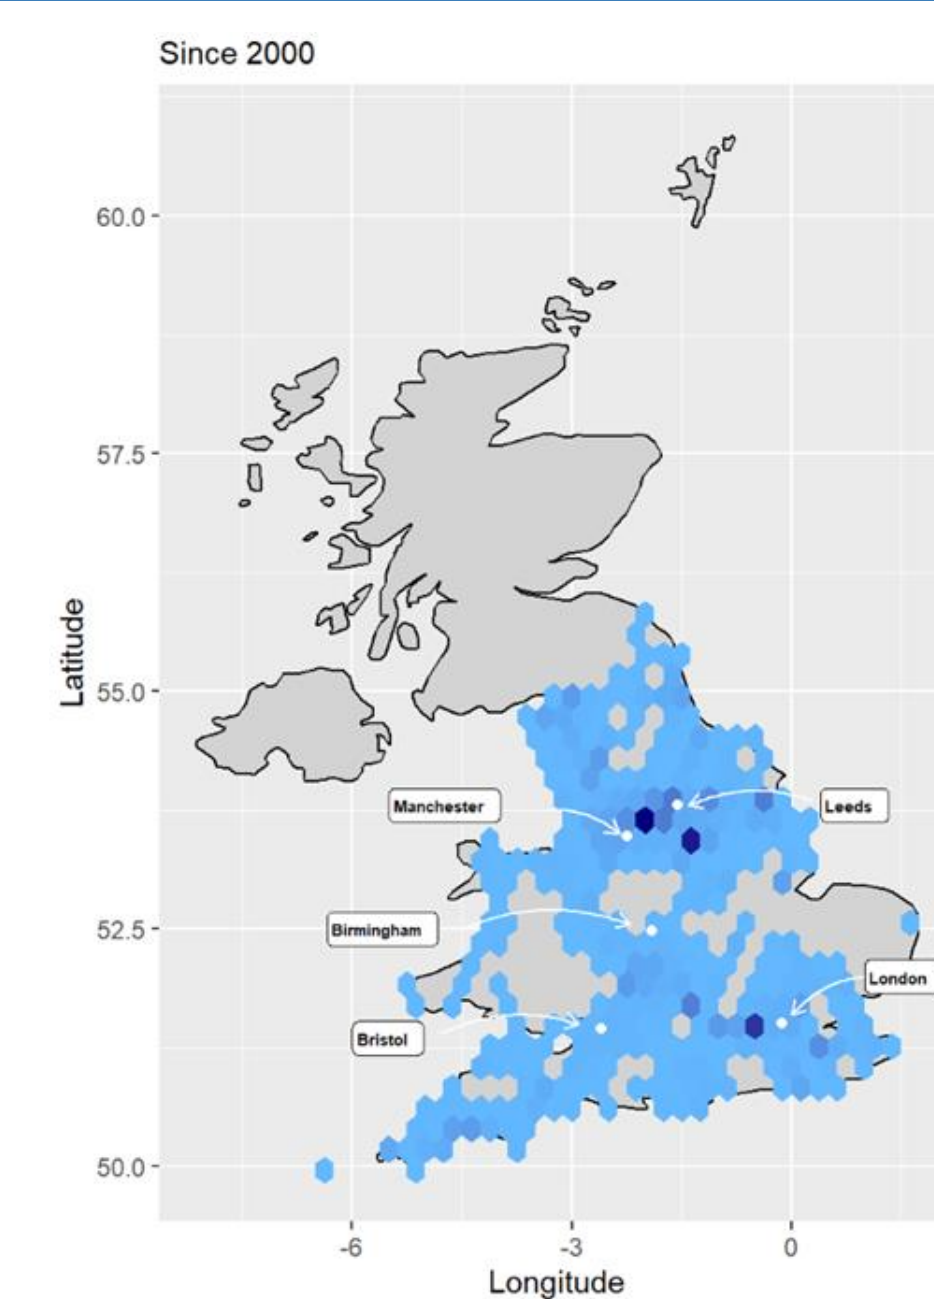 Since 2000
60.0
57.5
55.0
52.5
50.0
Latitude
Manchester
Leeds
Birmingham
London
Bristol
-6
-3
0
Longitude